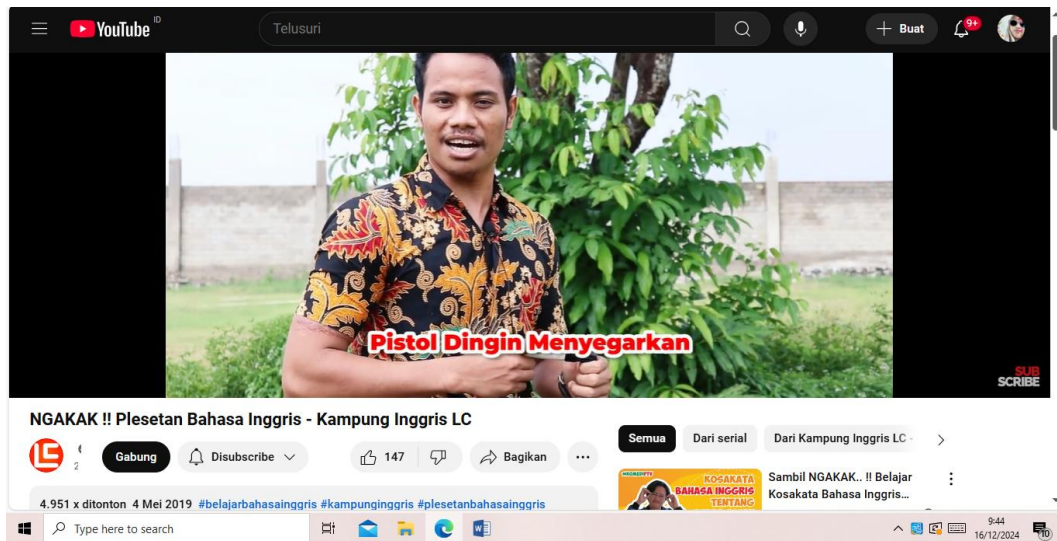 YouTube ID
Telusuri
Buat
9+
Pistol Dingin Menyegarkan
SUB
SCRIBE
NGAKAK !! Plesetan Bahasa Inggris - Kampung Inggris LC
Gabung
Disubscribe
147
Bagikan
4.951 x ditonton 4 Mei 2019 #belajarbahasainggris #kampunginggris #plesetanbahasainggris
Semua
Dari serial
Dari Kampung Inggris LC -
KOSAKATA
BAHASA INGGRIS
TENTANG
Sambil NGAKAK.. !! Belajar
Kosakata Bahasa Inggris...
Type here to search
9:44
16/12/2024
10